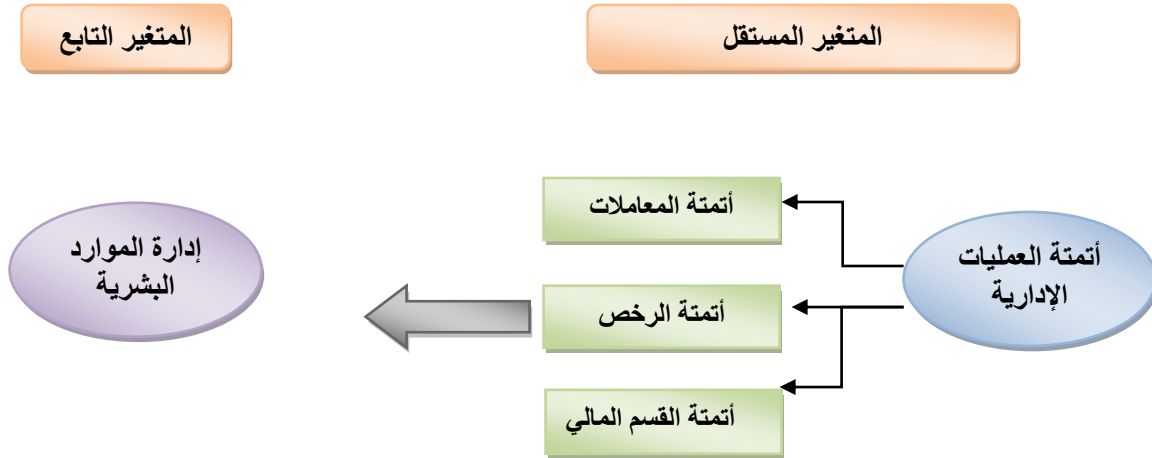 المتغير المستقل
المتغير التابع
أتمتة العمليات
الإدارية
أتمتة المعاملات
أتمتة الرخص
أتمتة القسم المالي
إدارة الموارد
البشرية